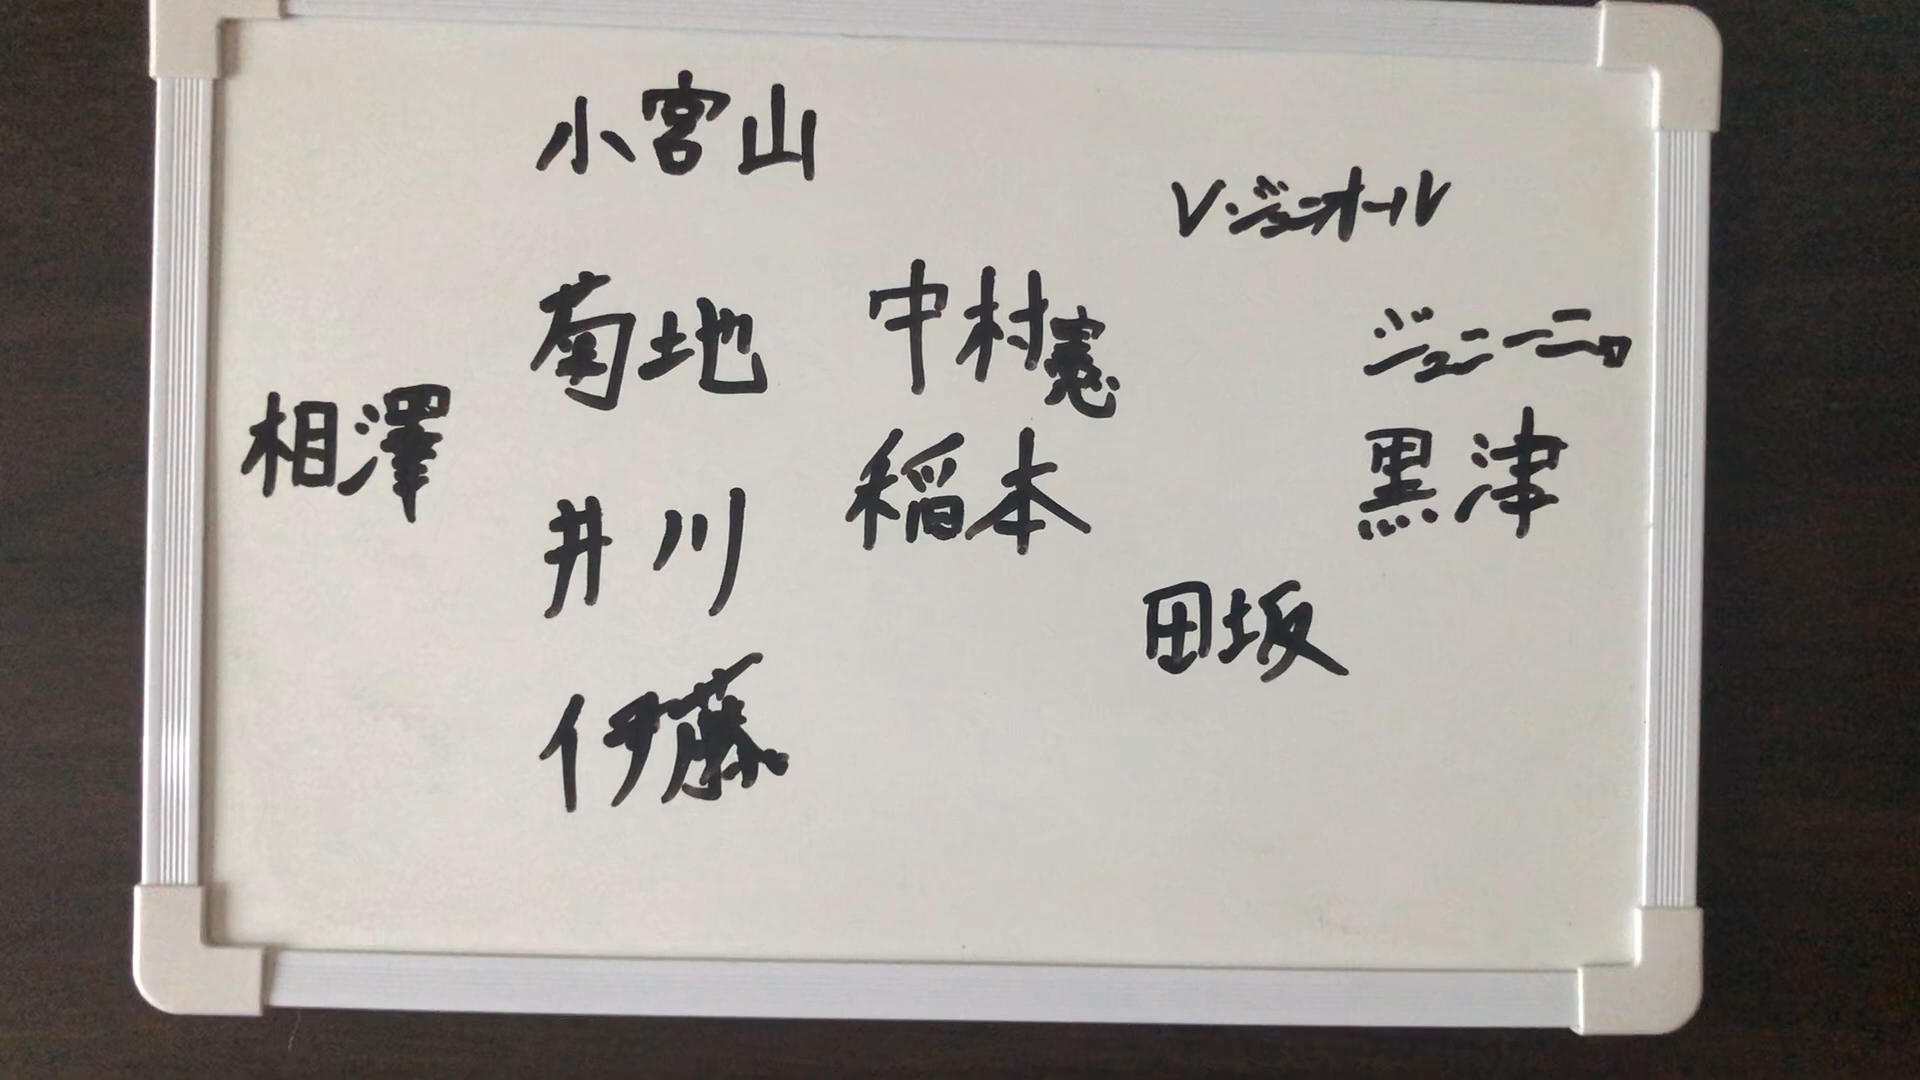 小宮山
V・ジュニオール
菊地
中村憲
ジュニーニョ
相澤
稲本
黒津
井川
田坂
伊藤